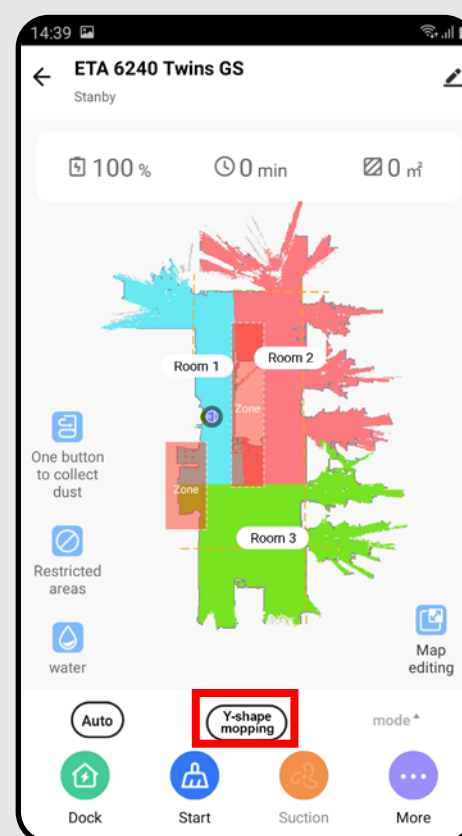 14:39
ETA 6240 Twins GS
Stanby
100 %
0 min
0 ㎡
Room 1
Room 2
Zone
Zone
Room 3
One button
to collect
dust
Restricted
areas
water
Map
editing
Auto
Y-shape
mopping
mode
Dock
Start
Suction
More